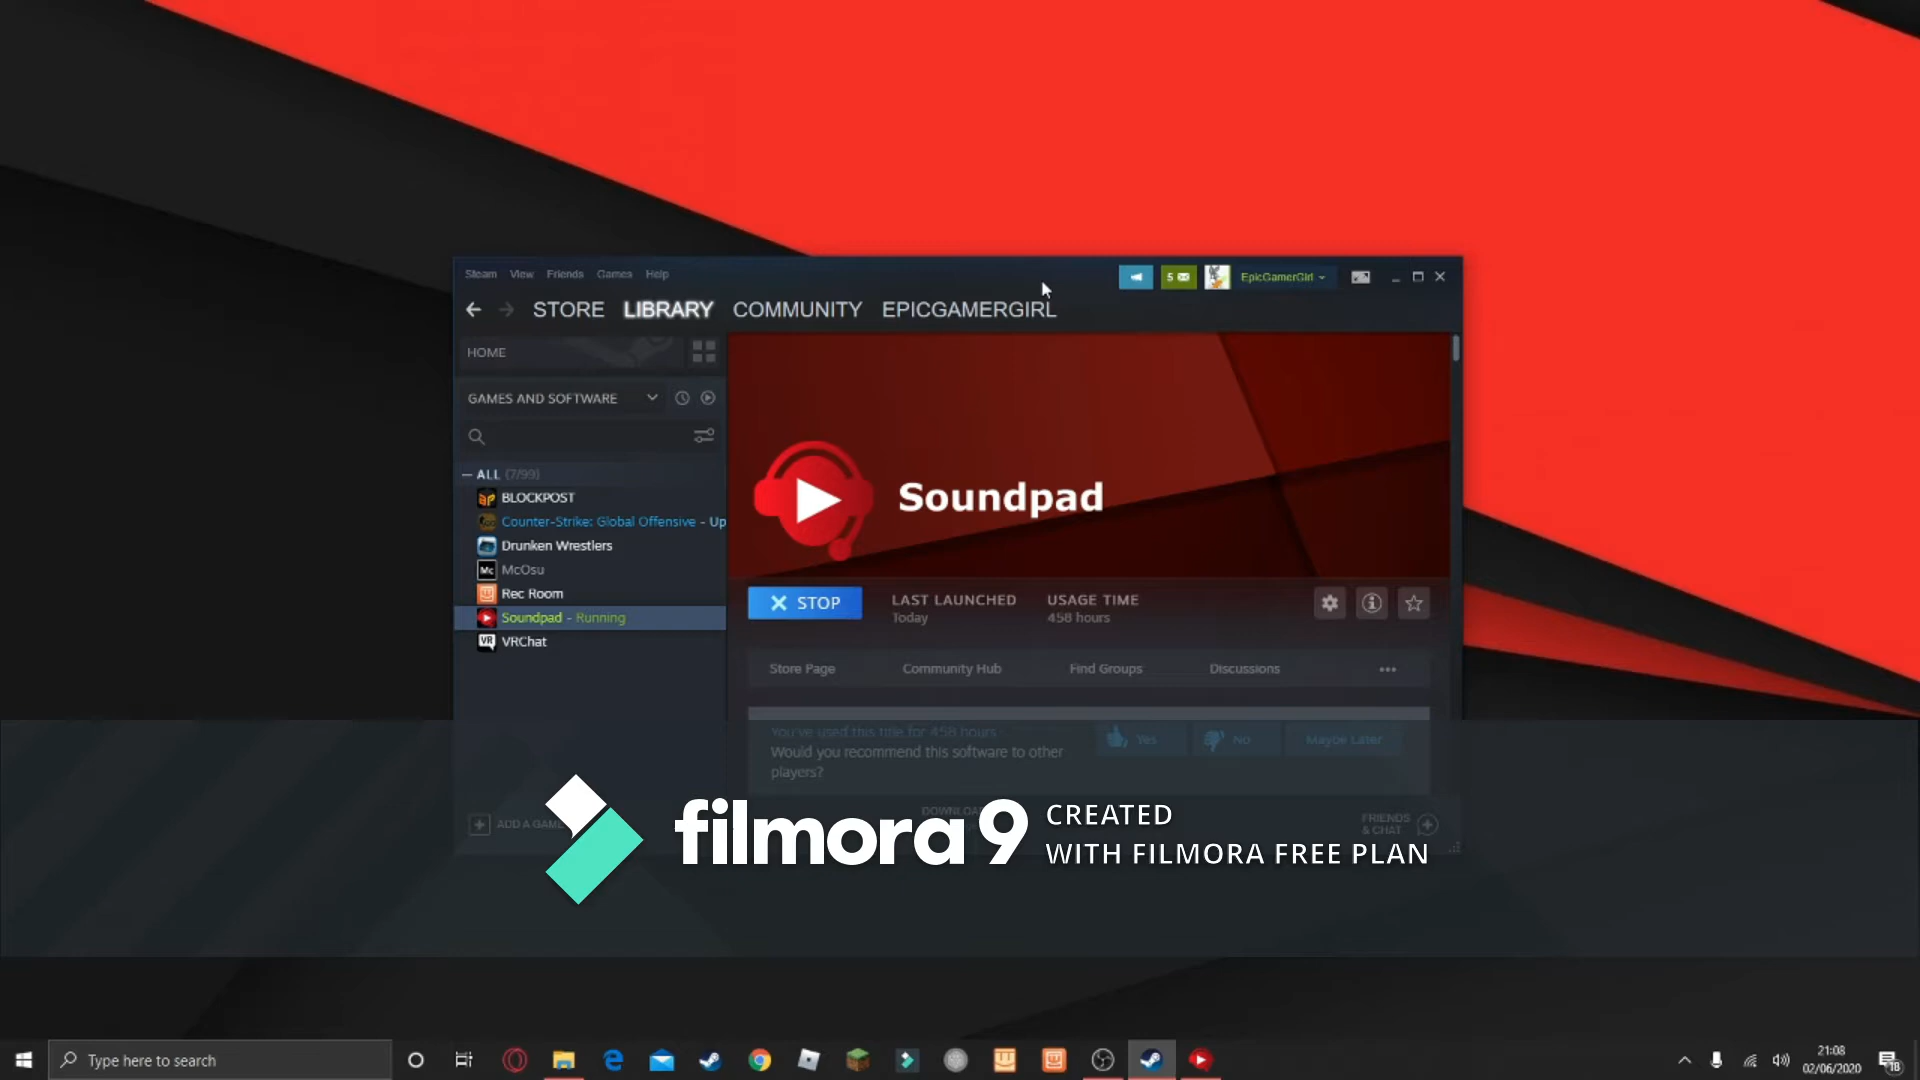 Steam View Friends Games Help
5
EpicGamerGirl
STORE LIBRARY COMMUNITY EPICGAMERGIRL
HOME
GAMES AND SOFTWARE
— ALL (7/99)
BLOCKPOST
Counter-Strike: Global Offensive - Up
Drunken Wrestlers
Mc McOsu
Rec Room
Soundpad - Running
VR VRChat
Soundpad
STOP
LAST LAUNCHED
Today
USAGE TIME
458 hours
Store Page Community Hub Find Groups Discussions
You've used this title for 458 hours
Would you recommend this software to other
players?
Yes No Maybe Later
ADD A GAME
FRIENDS
& CHAT
filmora9
CREATED
WITH FILMORA FREE PLAN
Type here to search
21:08
02/06/2020
18